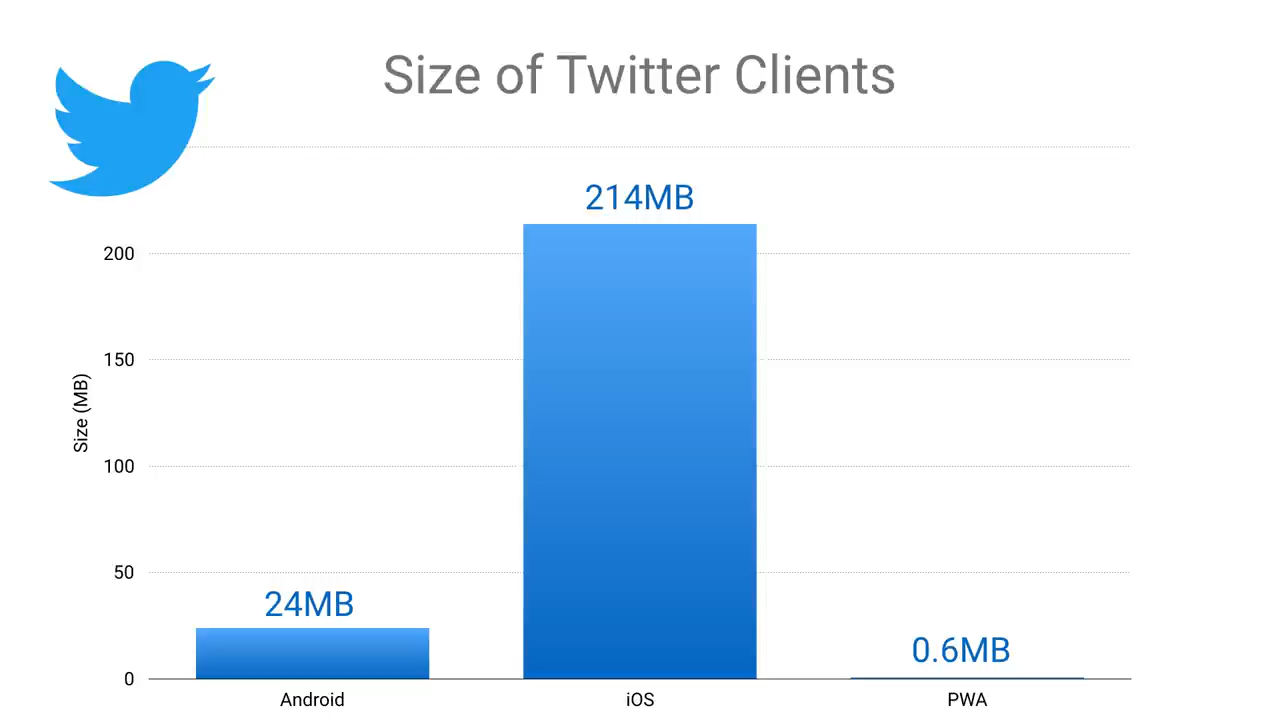 Size of Twitter Clients
214MB
200
150
Size (MB)
100
50
24MB
0.6MB
0
Android
iOS
PWA